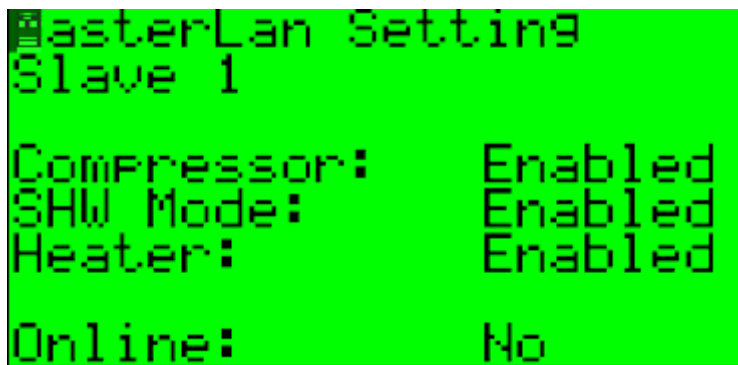 MasterLan Setting
Slave 1
Compressor: Enabled
SHW Mode: Enabled
Heater: Enabled
Online: No